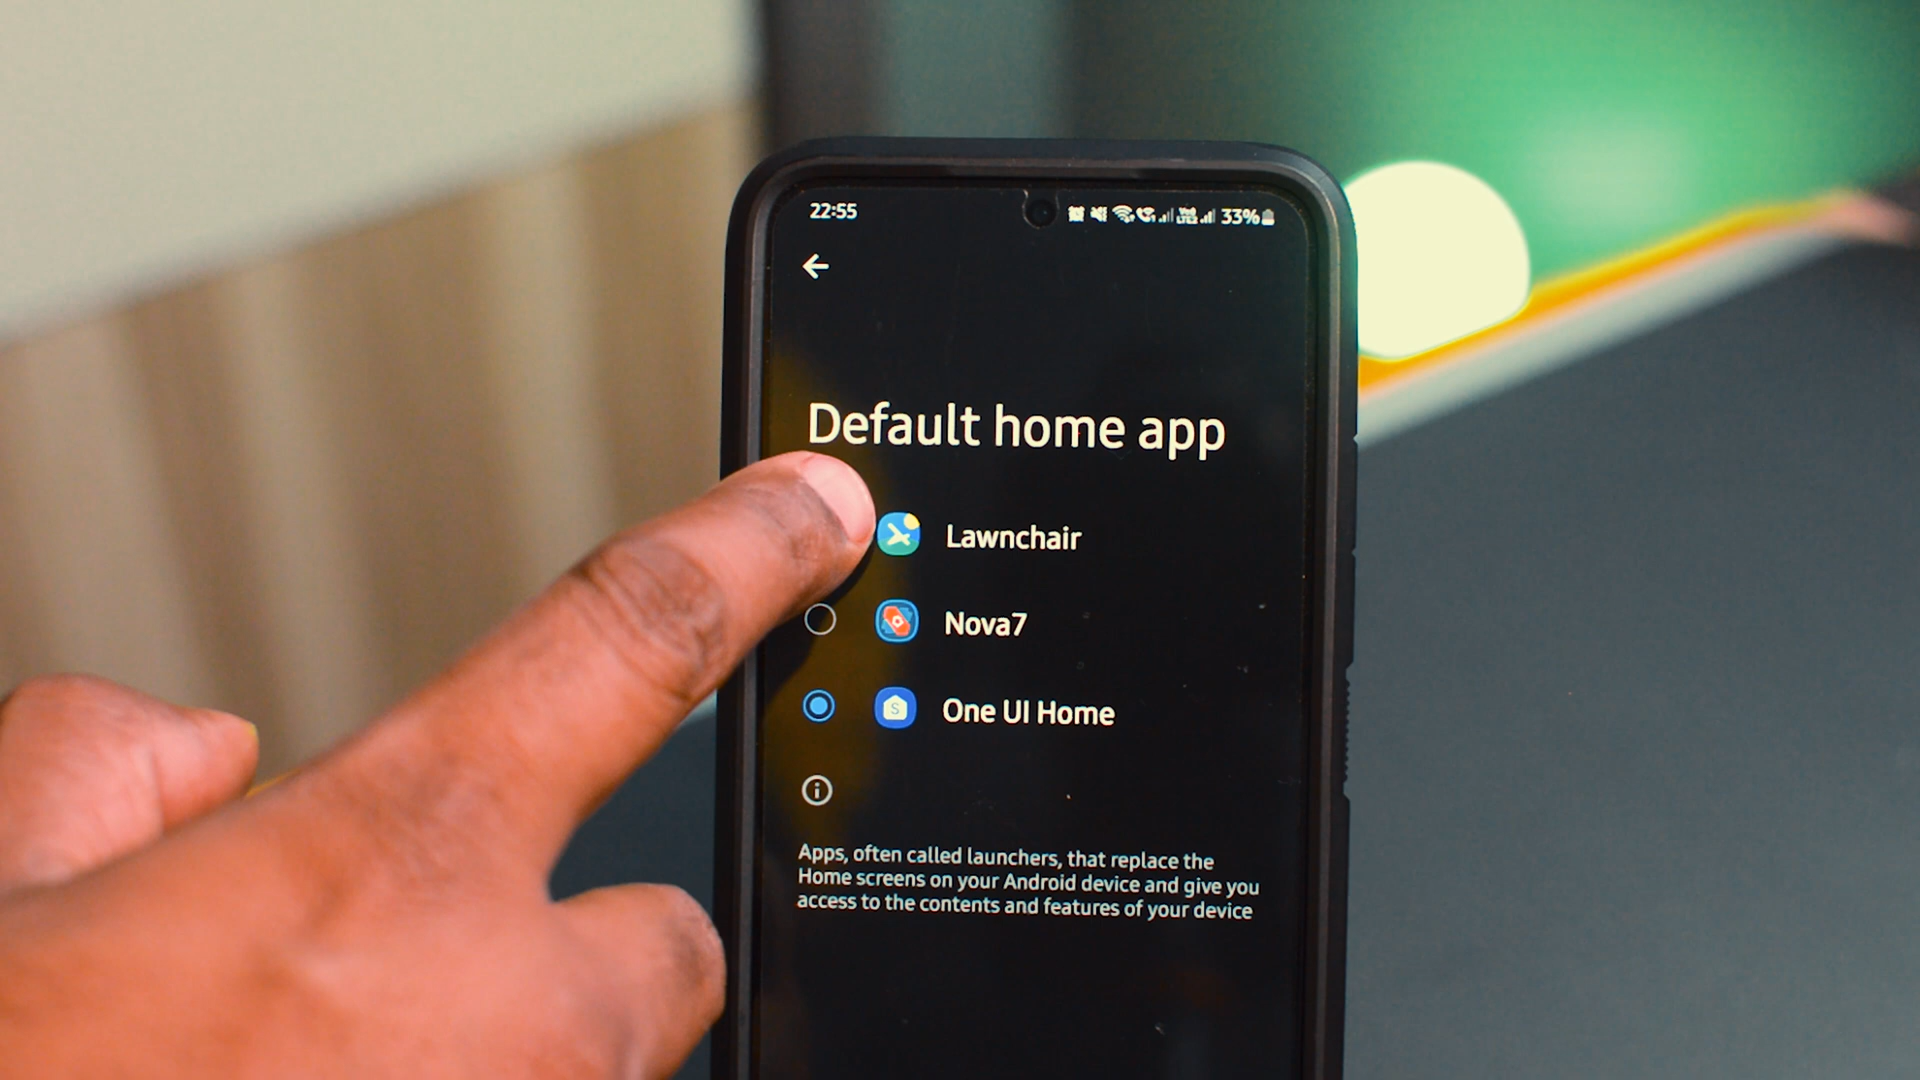 22:55 33%
Default home app
Lawnchair
Nova7
One UI Home
Apps, often called launchers, that replace the
Home screens on your Android device and give you
access to the contents and features of your device